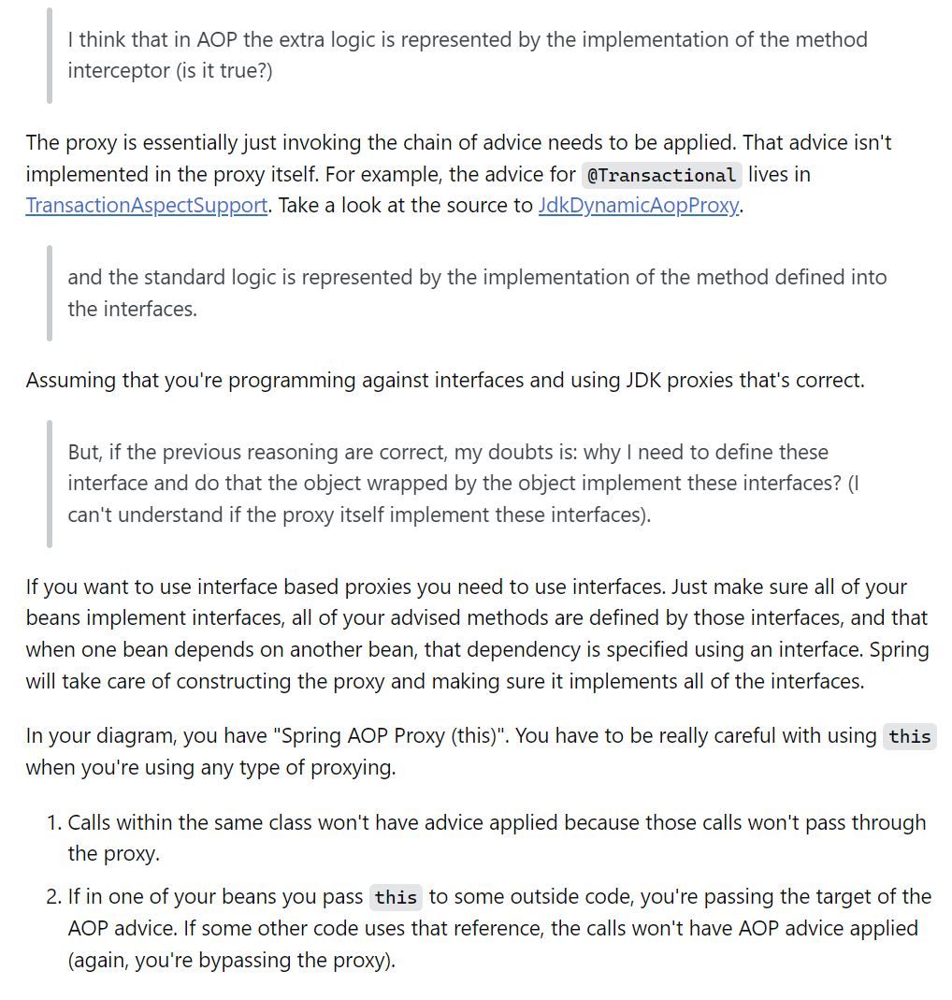 I think that in AOP the extra logic is represented by the implementation of the method
interceptor (is it true?)
The proxy is essentially just invoking the chain of advice needs to be applied. That advice isn't
implemented in the proxy itself. For example, the advice for @Transactional lives in
TransactionAspectSupport. Take a look at the source to JdkDynamicAopProxy.
and the standard logic is represented by the implementation of the method defined into
the interfaces.
Assuming that you're programming against interfaces and using JDK proxies that's correct.
But, if the previous reasoning are correct, my doubts is: why I need to define these
interface and do that the object wrapped by the object implement these interfaces? (I
can't understand if the proxy itself implement these interfaces).
If you want to use interface based proxies you need to use interfaces. Just make sure all of your
beans implement interfaces, all of your advised methods are defined by those interfaces, and that
when one bean depends on another bean, that dependency is specified using an interface. Spring
will take care of constructing the proxy and making sure it implements all of the interfaces.
In your diagram, you have "Spring AOP Proxy (this)". You have to be really careful with using this
when you're using any type of proxying.
1. Calls within the same class won't have advice applied because those calls won't pass through
the proxy.
2. If in one of your beans you pass this to some outside code, you're passing the target of the
AOP advice. If some other code uses that reference, the calls won't have AOP advice applied
(again, you're bypassing the proxy).